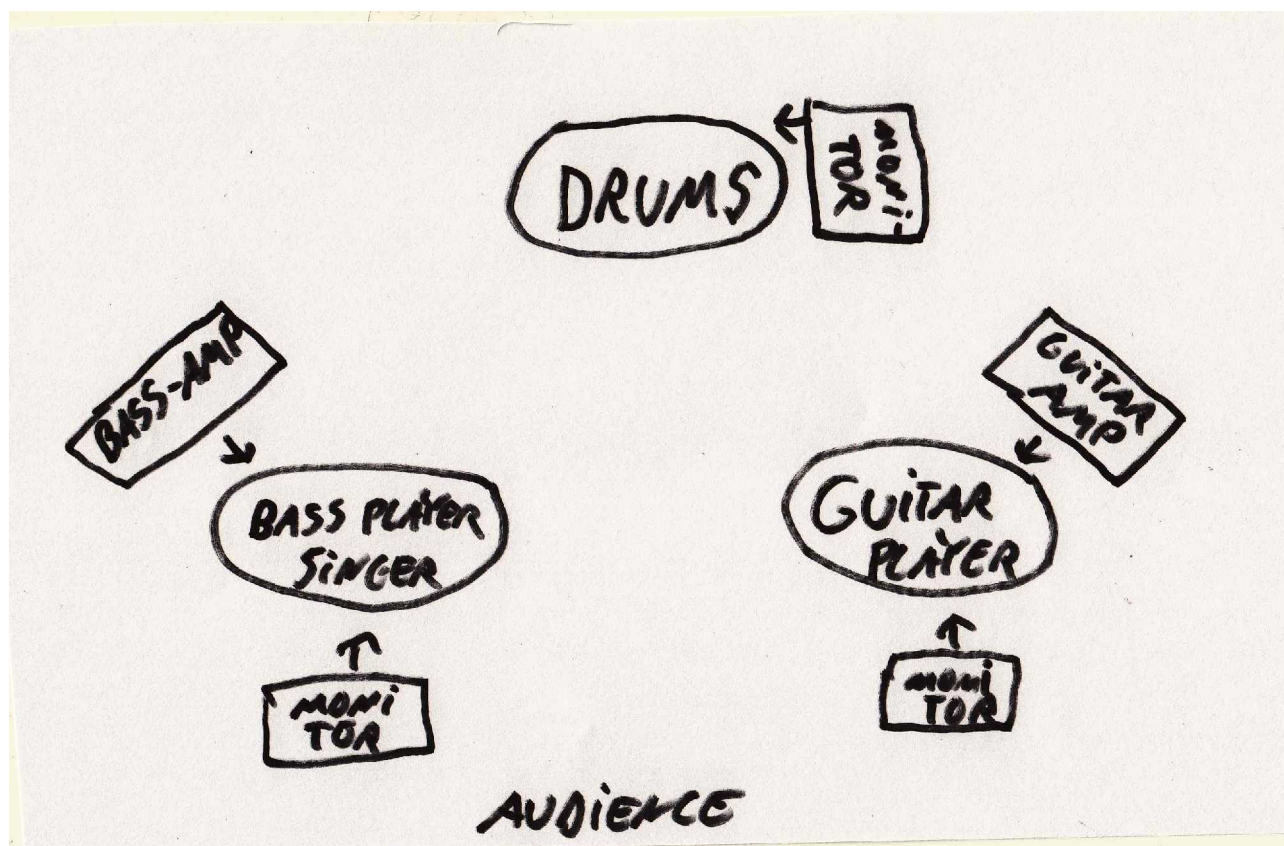 DRUMS
MONI-
TOR
BASS-AMP
GUITAR
AMP
BASS PLAYER
SINGER
GUITAR
PLAYER
MONI
TOR
MONI
TOR
AUDIENCE